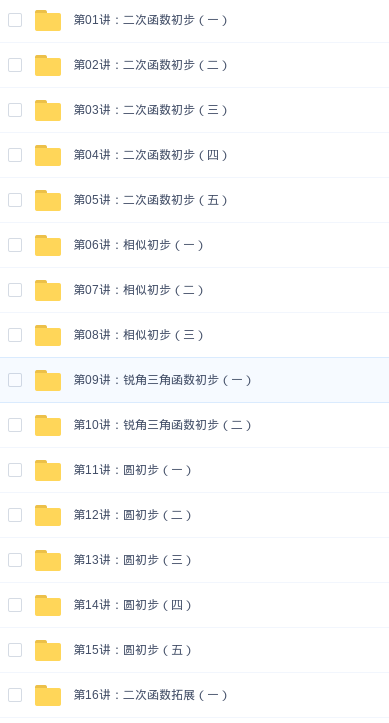 第01讲：二次函数初步（一）
第02讲：二次函数初步（二）
第03讲：二次函数初步（三）
第04讲：二次函数初步（四）
第05讲：二次函数初步（五）
第06讲：相似初步（一）
第07讲：相似初步（二）
第08讲：相似初步（三）
第09讲：锐角三角函数初步（一）
第10讲：锐角三角函数初步（二）
第11讲：圆初步（一）
第12讲：圆初步（二）
第13讲：圆初步（三）
第14讲：圆初步（四）
第15讲：圆初步（五）
第16讲：二次函数拓展（一）